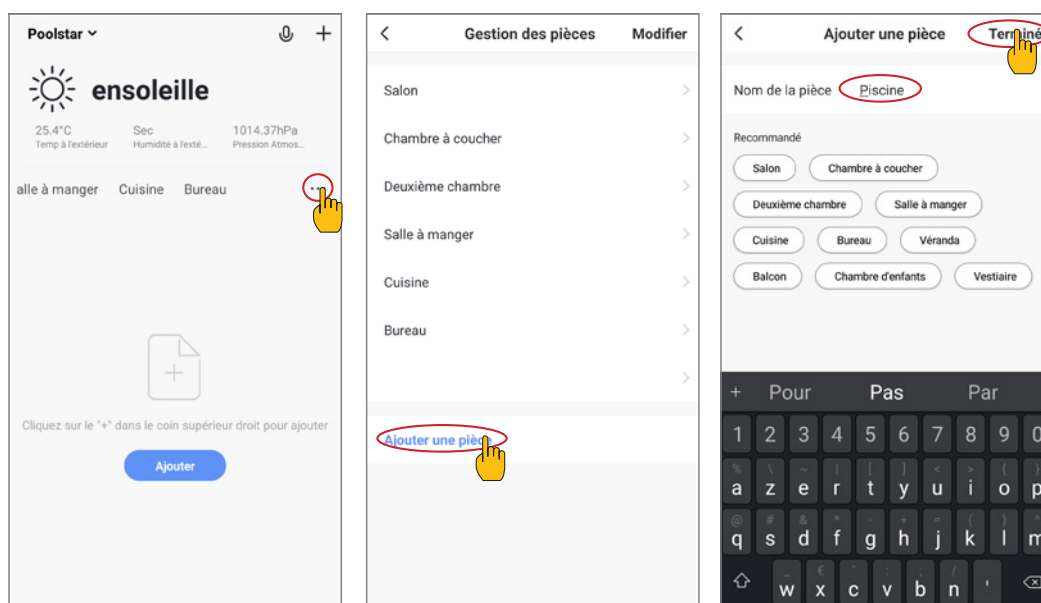 Poolstar
ensoleille
25.4°C Sec 1014.37hPa
Temp à l'extérieur Humidité à l'exté... Pression Atmos...
alle à manger Cuisine Bureau
Cliquez sur le "+" dans le coin supérieur droit pour ajouter
Ajouter
Gestion des pièces Modifier
Salon
Chambre à coucher
Deuxième chambre
Salle à manger
Cuisine
Bureau
Ajouter une pièce
Ajouter une pièce Terminé
Nom de la pièce Piscine
Recommandé
Salon Chambre à coucher
Deuxième chambre Salle à manger
Cuisine Bureau Véranda
Balcon Chambre d'enfants Vestiaire
+ Pour Pas Par
1 2 3 4 5 6 7 8 9 0
a z e r t y u i o p
q s d f g h j k l m
w x c v b n '